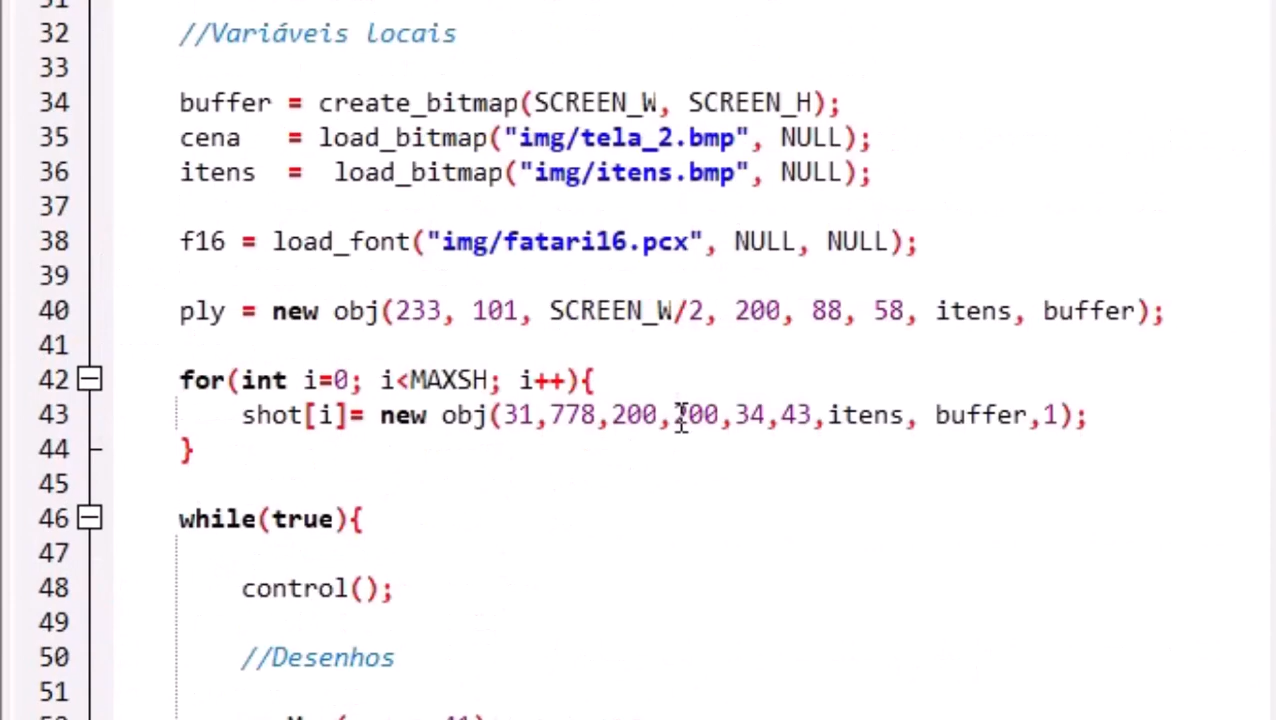 32 //Variáveis locais
33
34 buffer = create_bitmap(SCREEN_W, SCREEN_H);
35 cena   = load_bitmap("img/tela_2.bmp", NULL);
36 itens  =  load_bitmap("img/itens.bmp", NULL);
37
38 f16 = load_font("img/fatari16.pcx", NULL, NULL);
39
40 ply = new obj(233, 101, SCREEN_W/2, 200, 88, 58, itens, buffer);
41
42 for(int i=0; i<MAXSH; i++){
43     shot[i]= new obj(31,778,200,200,34,43,itens, buffer,1);
44 }
45
46 while(true){
47
48     control();
49
50     //Desenhos
51